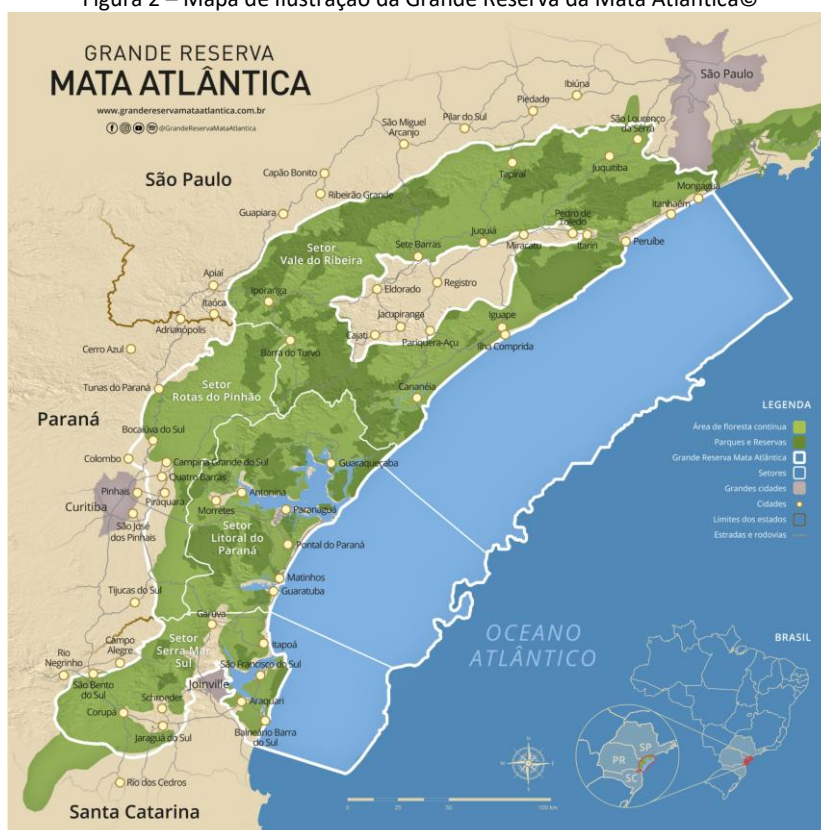 Figura 2 – Mapa de Ilustração da Grande Reserva da Mata Atlântica©
GRANDE RESERVA
MATA ATLÂNTICA
www.grandereservamataatlantica.com.br
@GrandeReservaMataAtlantica
São Paulo
Ibiúna
Piedade
Pilar do Sul
São Miguel
Arcanjo
São Lourenço
da Serra
Juquitiba
Tapiraí
Capão Bonito
São Paulo
Ribeirão Grande
Guapiara
Mongaguá
Itanhaém
Pedro de
Toledo
Juquiá
Miracatu
Itariri
Peruíbe
Sete Barras
Setor
Vale do Ribeira
Apiaí
Iporanga
Eldorado
Registro
Itaóca
Jacupiranga
Iguape
Adrianópolis
Cajati
Pariquera-Açu
Ilha Comprida
Cerro Azul
Barra do Turvo
Tunas do Paraná
Setor
Rotas do Pinhão
Cananéia
Paraná
Bocaiúva do Sul
Colombo
Campina Grande do Sul
Guaraqueçaba
Quatro Barras
Pinhais
Piraquara
Antonina
Curitiba
Morretes
Paranaguá
São José
dos Pinhais
Setor
Litoral do
Paraná
Pontal do Paraná
Matinhos
Tijucas do Sul
Guaratuba
Garuva
Setor
Serra Mar
Sul
Campo
Alegre
Itapoá
Rio
Negrinho
São Francisco do Sul
São Bento
do Sul
Joinville
Schroeder
Araquari
Corupá
Jaraguá do Sul
Balneário Barra
do Sul
Rio dos Cedros
Santa Catarina
LEGENDA
Área de floresta contínua
Parques e Reservas
Grande Reserva Mata Atlântica
Setores
Grandes cidades
Cidades
Limites dos estados
Estradas e rodovias
OCEANO
ATLÂNTICO
BRASIL
SP
PR
SC
0 25 50 100 km